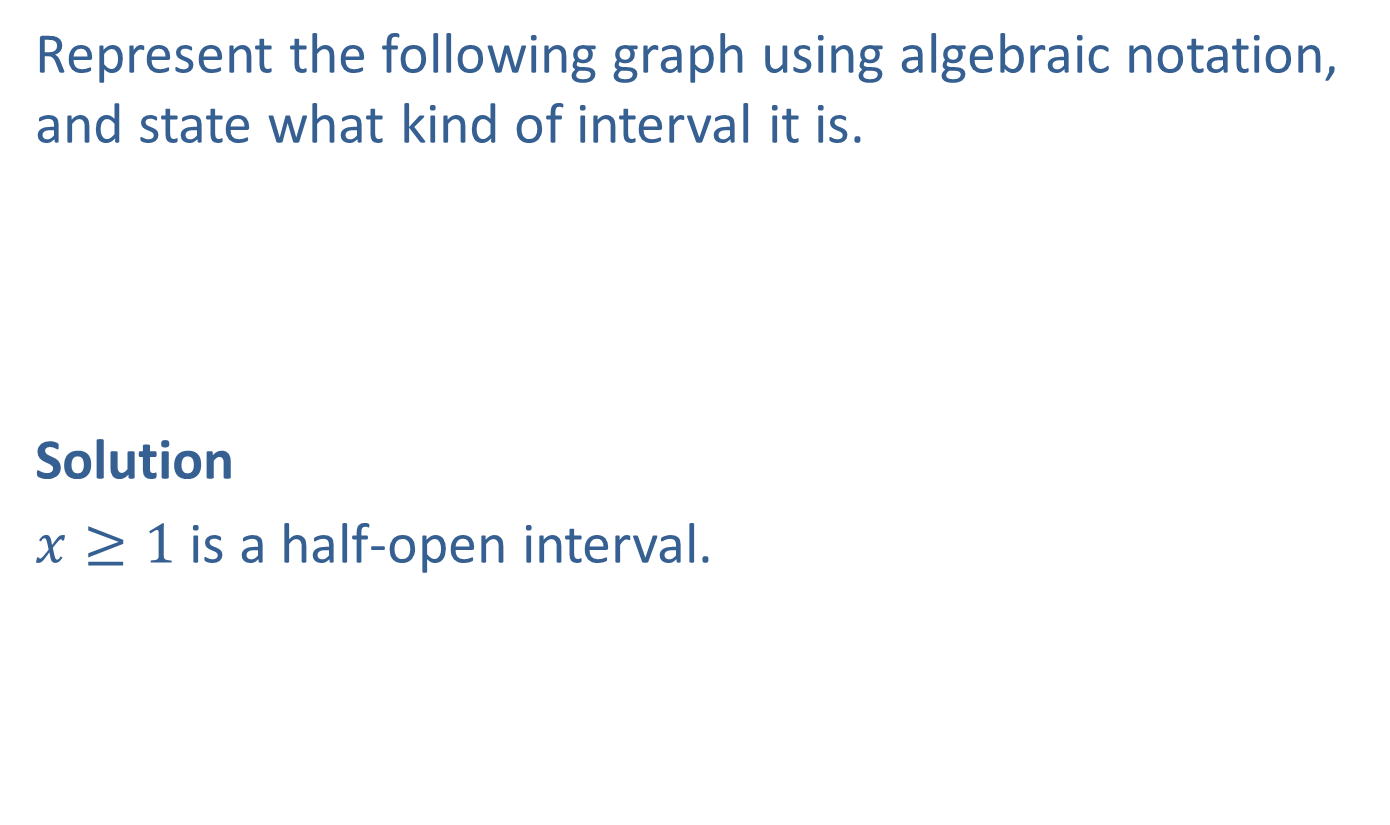 Represent the following graph using algebraic notation,
and state what kind of interval it is.
Solution
x ≥ 1 is a half-open interval.